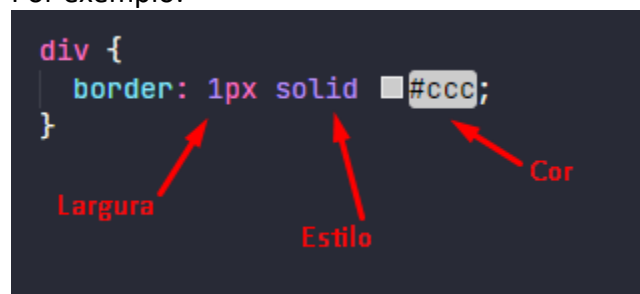 Por exemplo:
div {
border: 1px solid #ccc;
}
Largura
Estilo
Cor